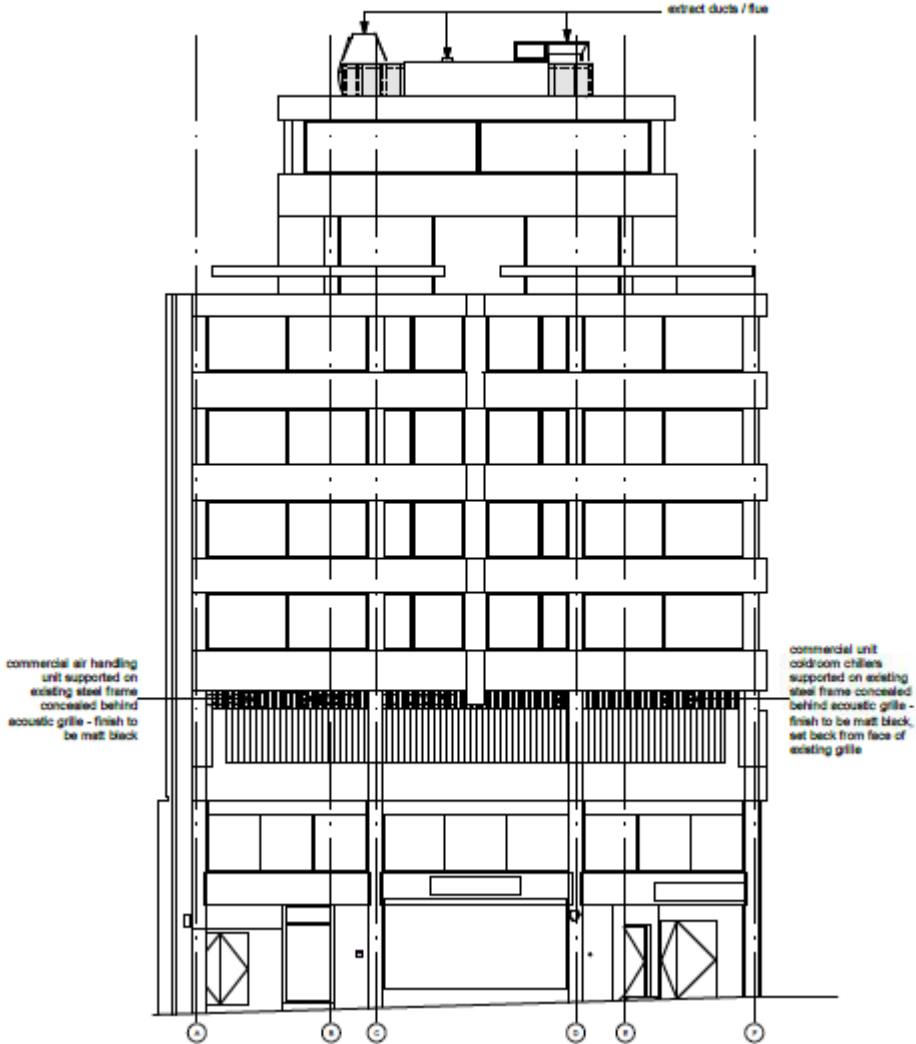 extract ducts / flue
commercial air handling
unit supported on
existing steel frame
concealed behind
acoustic grille - finish to
be matt black
commercial unit
coldroom chillers
supported on existing
steel frame concealed
behind acoustic grille -
finish to be matt black,
set back from face of
existing grille
A
B
C
D
E
F